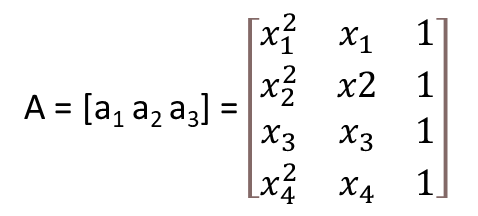 A = [a₁ a₂ a₃] =
x₁² x₁ 1
x₂² x2 1
x₃ x₃ 1
x₄² x₄ 1